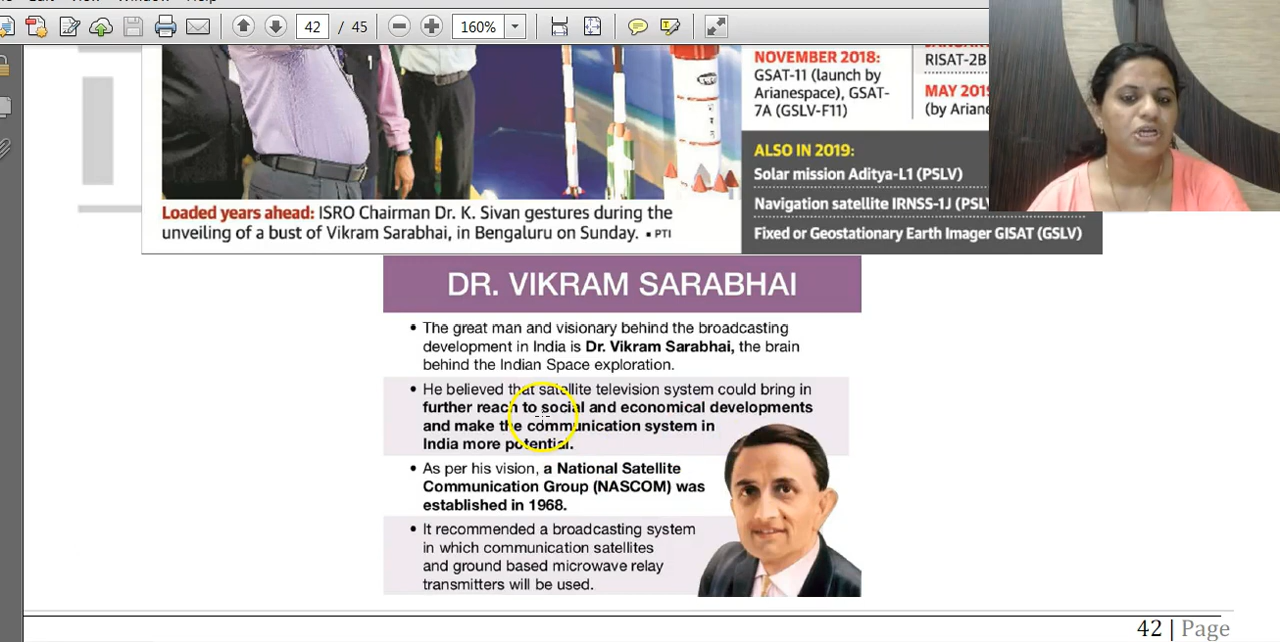 42 / 45
160%
NOVEMBER 2018:
GSAT-11 (launch by
Arianespace), GSAT-
7A (GSLV-F11)
RISAT-2B
MAY 201
(by Ariane
ALSO IN 2019:
Solar mission Aditya-L1 (PSLV)
Navigation satellite IRNSS-1J (PSLV
Fixed or Geostationary Earth Imager GISAT (GSLV)
Loaded years ahead: ISRO Chairman Dr. K. Sivan gestures during the
unveiling of a bust of Vikram Sarabhai, in Bengaluru on Sunday. ▪ PTI
DR. VIKRAM SARABHAI
• The great man and visionary behind the broadcasting
development in India is Dr. Vikram Sarabhai, the brain
behind the Indian Space exploration.
• He believed that satellite television system could bring in
further reach to social and economical developments
and make the communication system in
India more potential.
• As per his vision, a National Satellite
Communication Group (NASCOM) was
established in 1968.
• It recommended a broadcasting system
in which communication satellites
and ground based microwave relay
transmitters will be used.
42 | Page